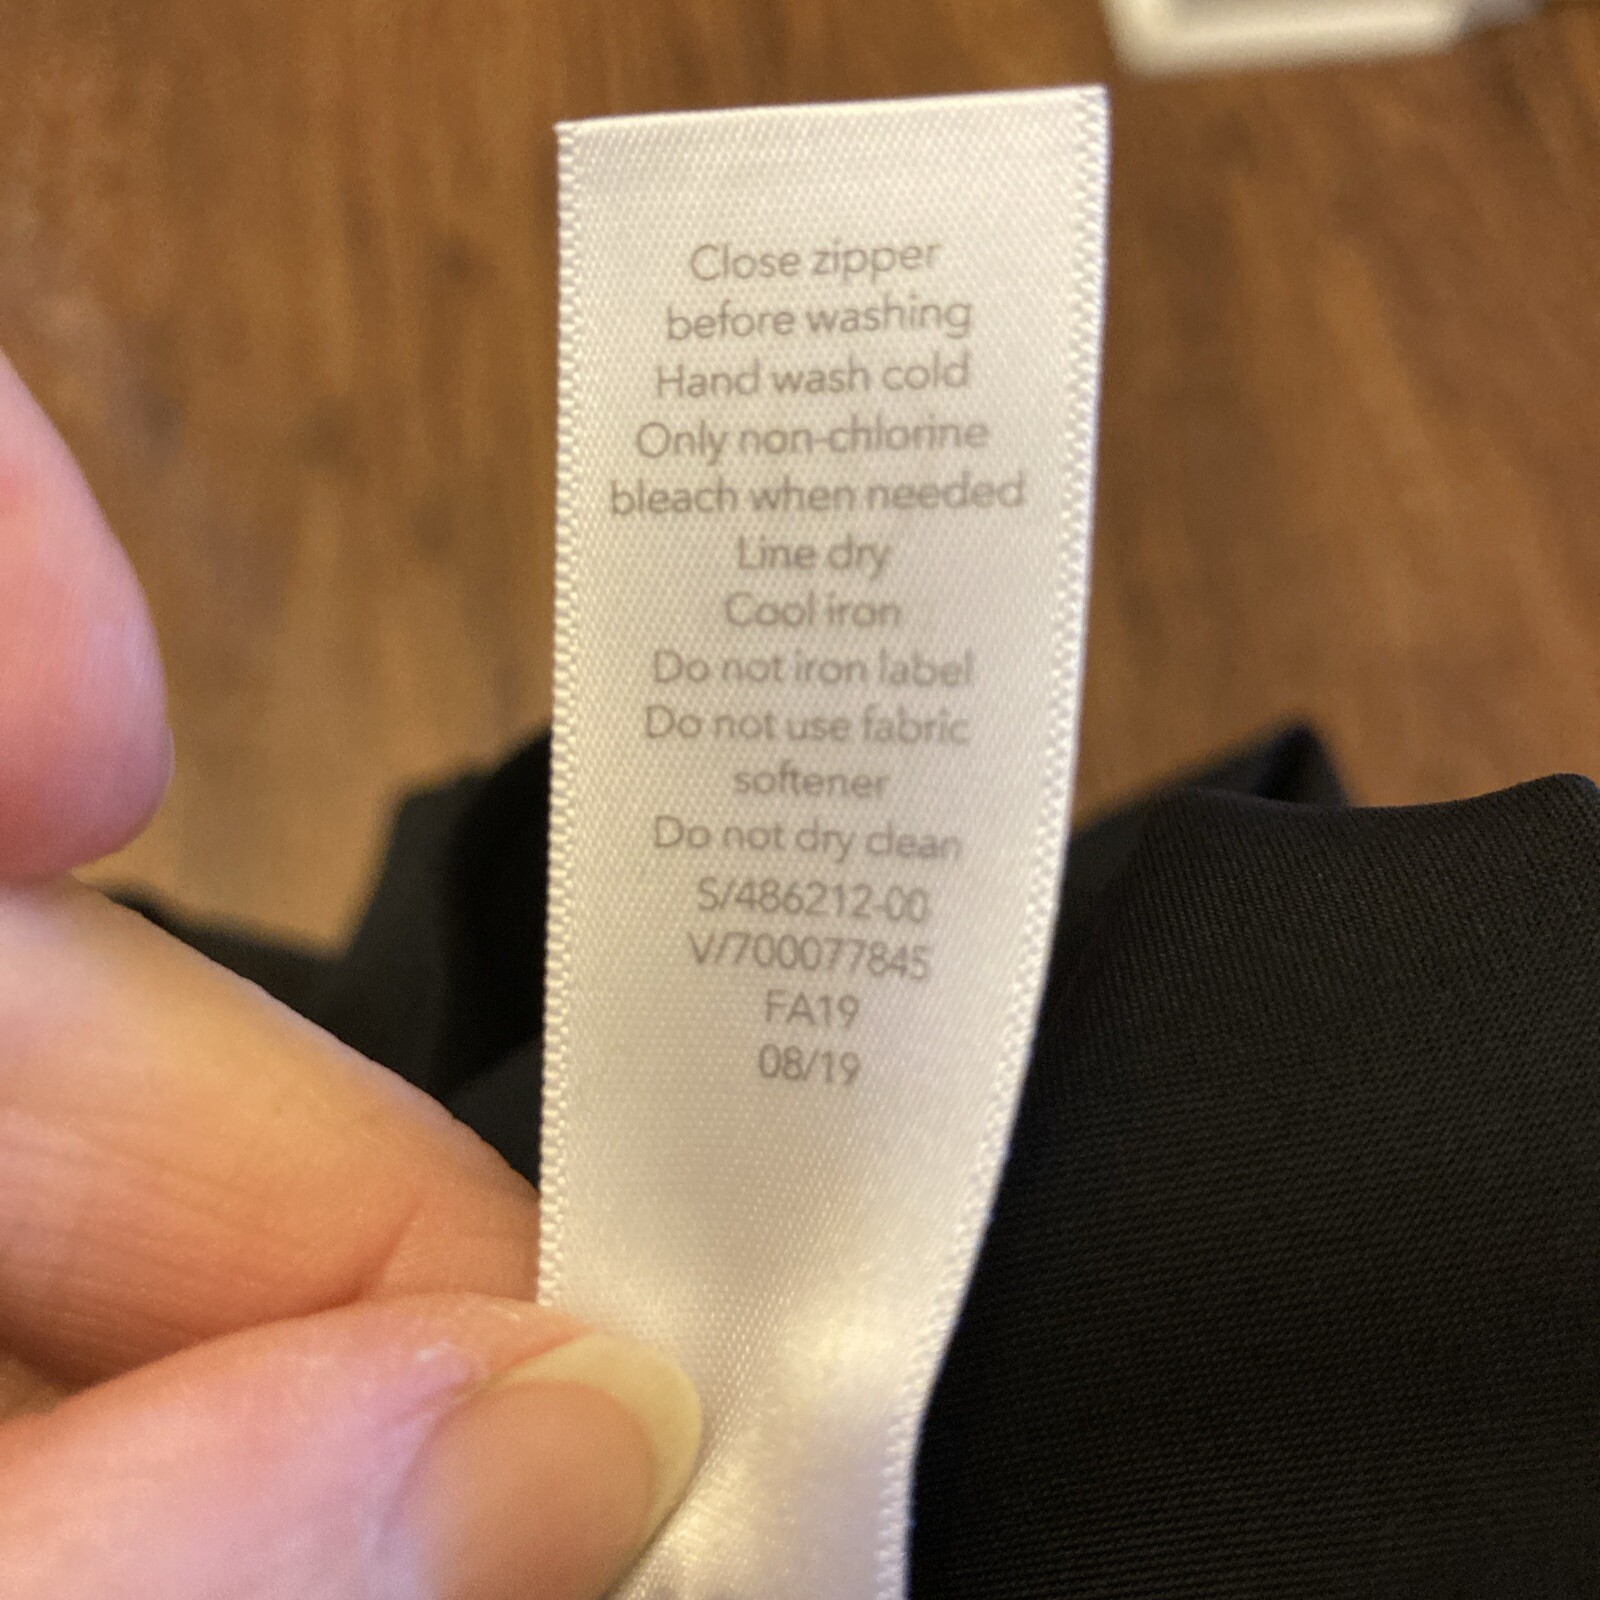 Close zipper
before washing
Hand wash cold
Only non-chlorine
bleach when needed
Line dry
Cool iron
Do not iron label
Do not use fabric
softener
Do not dry clean
S/486212-00
V/700077845
FA19
08/19